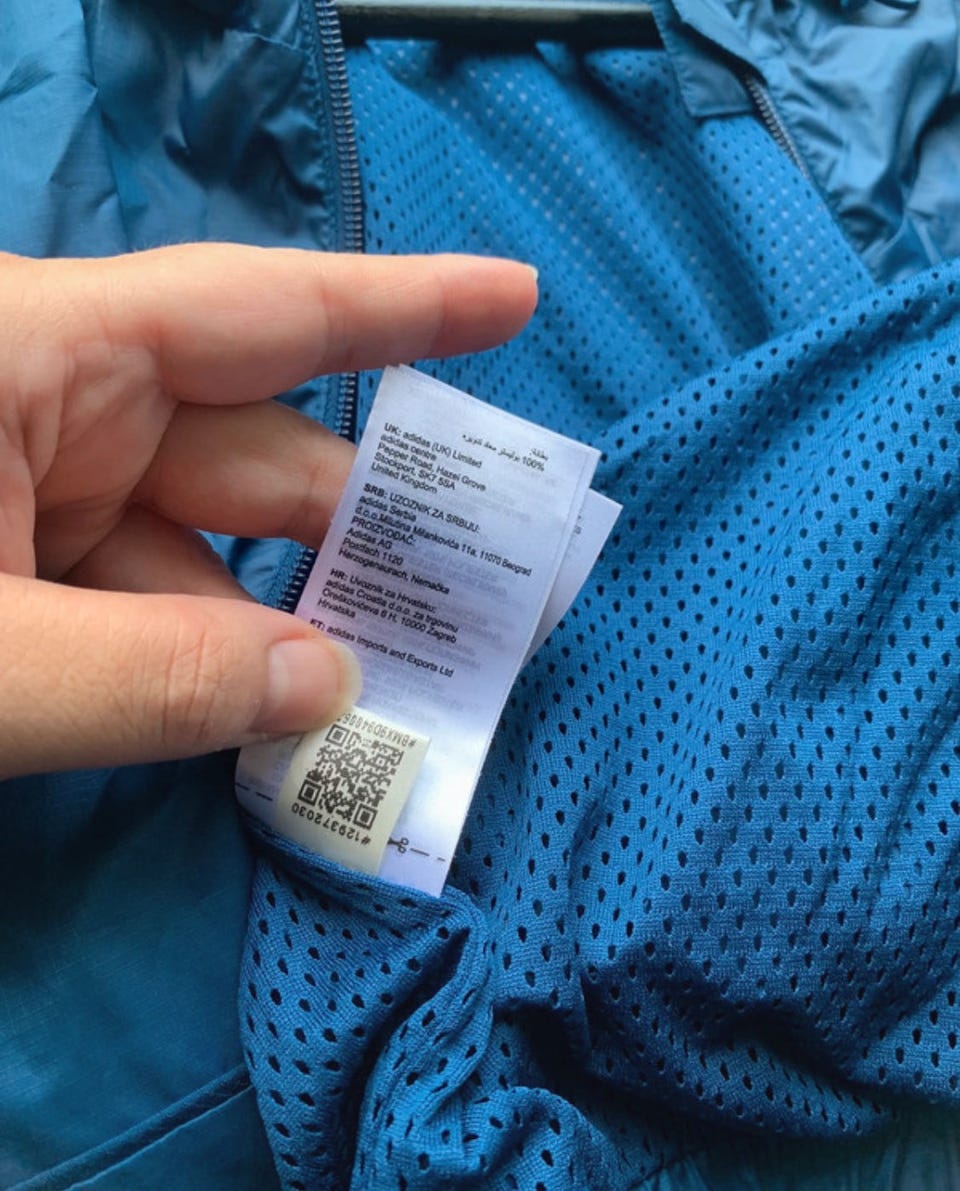 UK: adidas (UK) Limited
adidas centre
Pepper Road, Hazel Grove
Stockport, SK7 5SA
United Kingdom
بطانة:
100% بوليستر معاد تدويره
SRB: UZOZNIK ZA SRBIJU:
adidas Serbia
d.o.o.Milutina Milankovića 11a, 11070 Beograd
PROIZVOĐAČ:
Adidas AG
Postfach 1120
Herzogenaurach, Nemačka
HR: Uvoznik za Hrvatsku:
adidas Croatia d.o.o. za trgovinu
Oreškovićeva 6 H, 10000 Zagreb
Hrvatska
ET: adidas Imports and Exports Ltd
#129372030